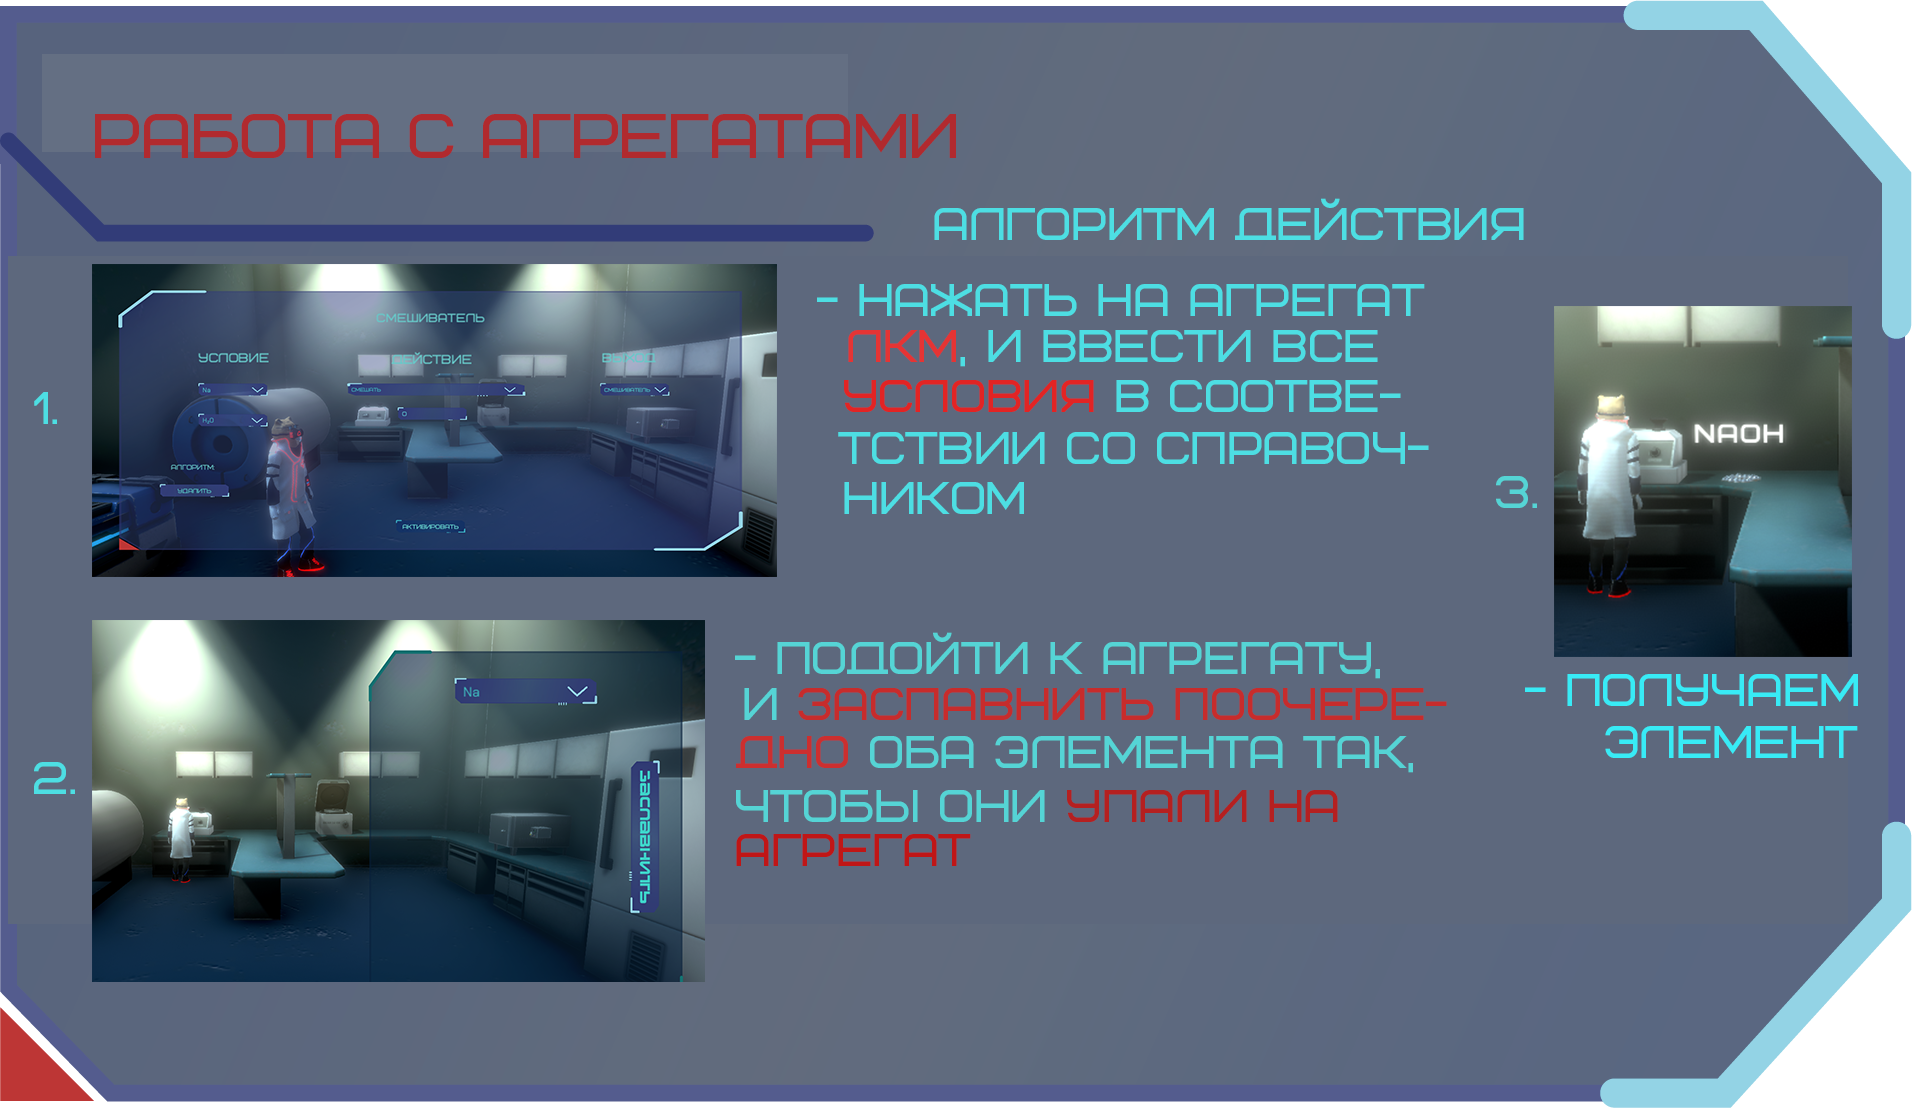 РАБОТА С АГРЕГАТАМИ
АЛГОРИТМ ДЕЙСТВИЯ
1.
СМЕШИВАТЕЛЬ
УСЛОВИЕ
ДЕЙСТВИЕ
ВЫХОД
Na
СМЕШАТЬ
СМЕШИВАТЕЛЬ
H₂O
0
АЛГОРИТМ:
УДАЛИТЬ
АКТИВИРОВАТЬ
- НАЖАТЬ НА АГРЕГАТ
ЛКМ, И ВВЕСТИ ВСЕ
УСЛОВИЯ В СООТВЕ-
ТСТВИИ СО СПРАВОЧ-
НИКОМ
2.
Na
ЗАСПАВНИТЬ
- ПОДОЙТИ К АГРЕГАТУ,
И ЗАСПАВНИТЬ ПООЧЕРЕ-
ДНО ОБА ЭЛЕМЕНТА ТАК,
ЧТОБЫ ОНИ УПАЛИ НА
АГРЕГАТ
3.
NAOH
- ПОЛУЧАЕМ
ЭЛЕМЕНТ